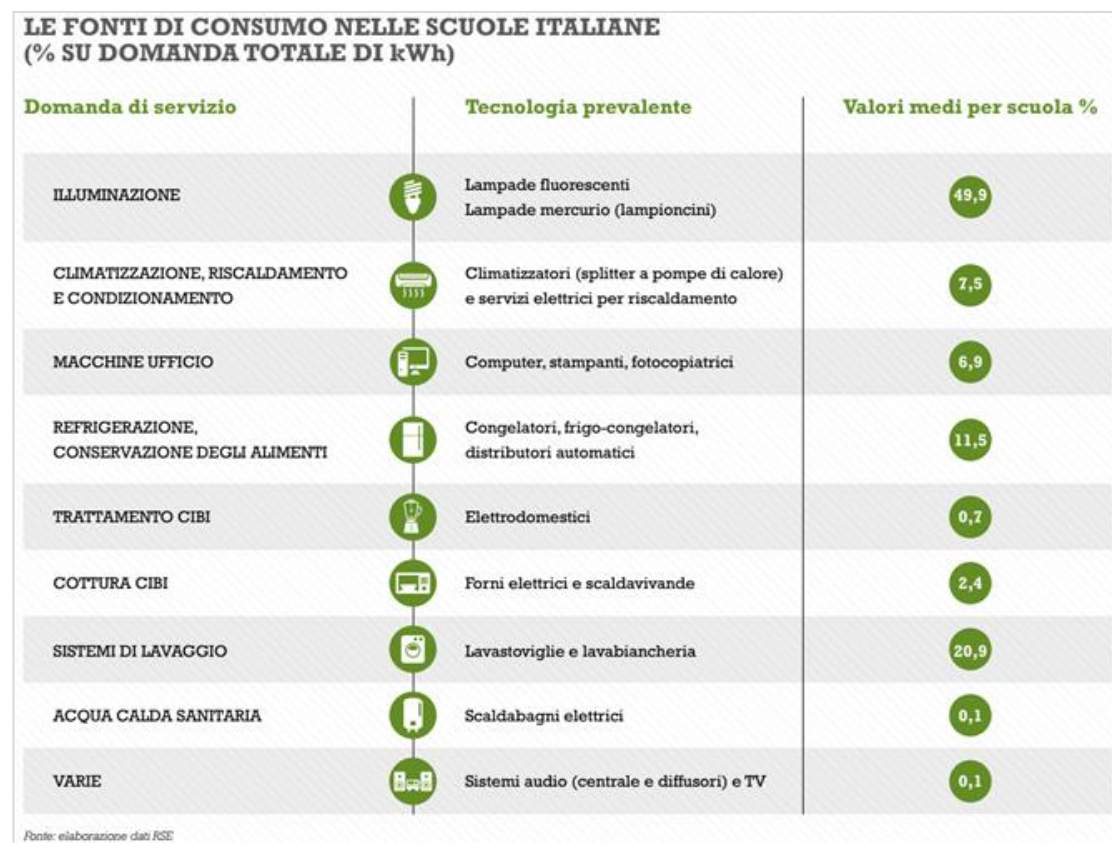 LE FONTI DI CONSUMO NELLE SCUOLE ITALIANE
(% SU DOMANDA TOTALE DI kWh)
Domanda di servizio
Tecnologia prevalente
Valori medi per scuola %
ILLUMINAZIONE
Lampade fluorescenti
Lampade mercurio (lampioncini)
49,9
CLIMATIZZAZIONE, RISCALDAMENTO
E CONDIZIONAMENTO
Climatizzatori (splitter a pompe di calore)
e servizi elettrici per riscaldamento
7,5
MACCHINE UFFICIO
Computer, stampanti, fotocopiatrici
6,9
REFRIGERAZIONE,
CONSERVAZIONE DEGLI ALIMENTI
Congelatori, frigo-congelatori,
distributori automatici
11,5
TRATTAMENTO CIBI
Elettrodomestici
0,7
COTTURA CIBI
Forni elettrici e scaldavivande
2,4
SISTEMI DI LAVAGGIO
Lavastoviglie e lavabiancheria
20,9
ACQUA CALDA SANITARIA
Scaldabagni elettrici
0,1
VARIE
Sistemi audio (centrale e diffusori) e TV
0,1
Fonte: elaborazione dati RSE